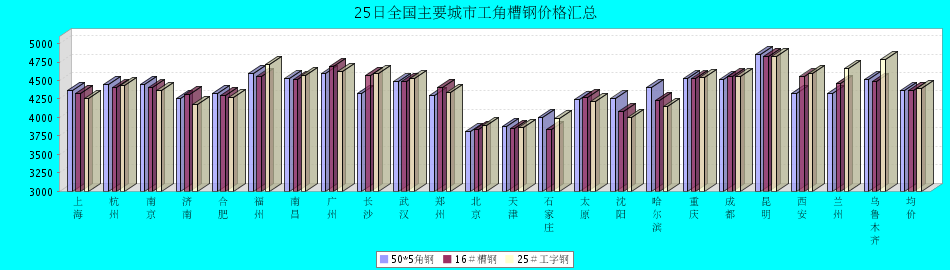 25日全国主要城市工角槽钢价格汇总
5000
4750
4500
4250
4000
3750
3500
3250
3000
上海
杭州
南京
济南
合肥
福州
南昌
广州
长沙
武汉
郑州
北京
天津
石家庄
太原
沈阳
哈尔滨
重庆
成都
昆明
西安
兰州
乌鲁木齐
均价
50*5角钢 16#槽钢 25#工字钢